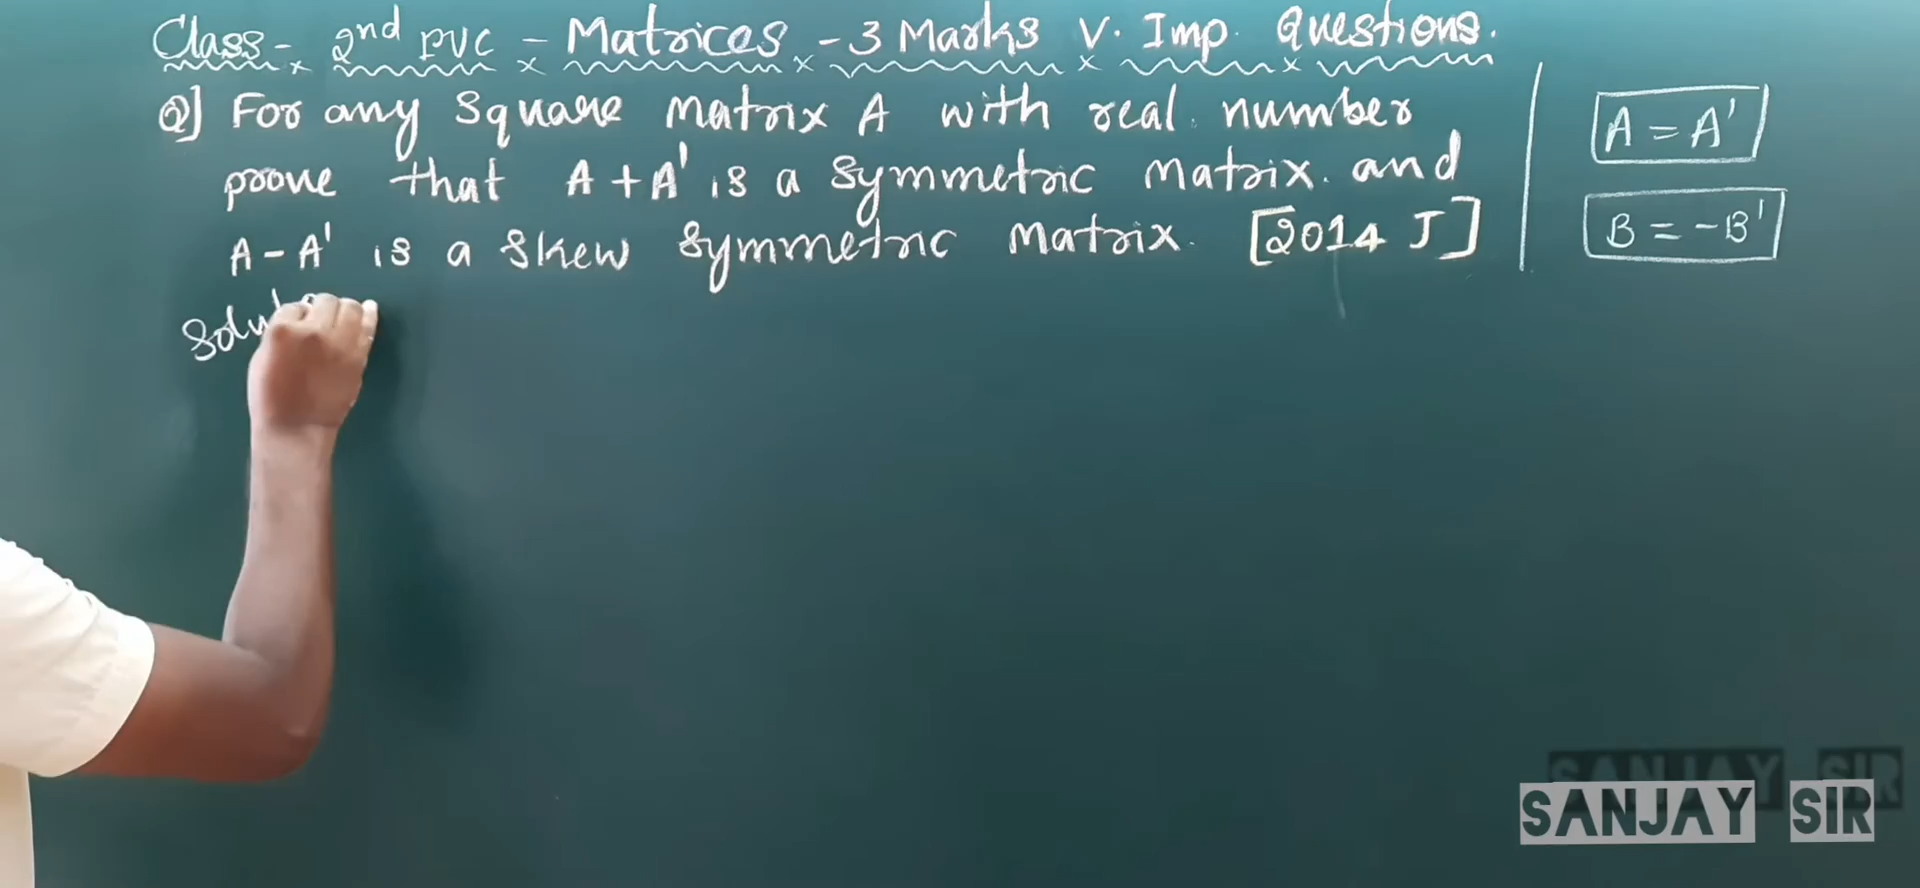 Class - 2nd PUC - Matrices - 3 Marks V. Imp. Questions.
Q] For any Square Matrix A with real number
prove that A + A' is a Symmetric Matrix. and
A - A' is a Skew Symmetric Matrix. [2014 J]
A = A'
B = -B'
SANJAY SIR